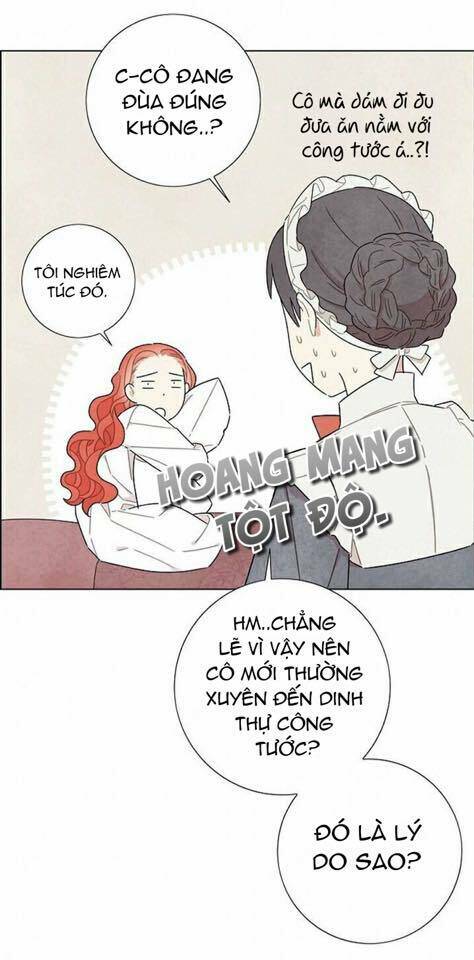 C-CÔ ĐANG
ĐÙA ĐÚNG
KHÔNG..?
Cô mà dám đi đu
đưa ăn nằm với
công tước á..?!
TÔI NGHIÊM
TÚC ĐÓ.
HOANG MANG
TỘT ĐỘ.
HM..CHẲNG
LẼ VÌ VẬY NÊN
CÔ MỚI THƯỜNG
XUYÊN ĐẾN DINH
THỰ CÔNG
TƯỚC?
ĐÓ LÀ LÝ
DO SAO?